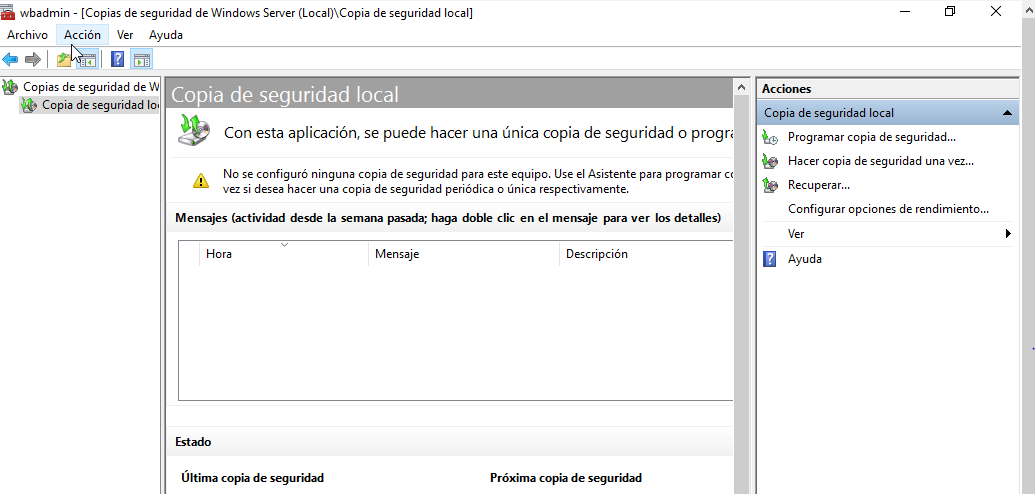 wbadmin - [Copias de seguridad de Windows Server (Local)\Copia de seguridad local]
Archivo Acción Ver Ayuda
Copias de seguridad de W
Copia de seguridad lo
Copia de seguridad local
Con esta aplicación, se puede hacer una única copia de seguridad o progra
No se configuró ninguna copia de seguridad para este equipo. Use el Asistente para programar co
vez si desea hacer una copia de seguridad periódica o única respectivamente.
Mensajes (actividad desde la semana pasada; haga doble clic en el mensaje para ver los detalles)
Hora Mensaje Descripción
Estado
Última copia de seguridad Próxima copia de seguridad
Acciones
Copia de seguridad local
Programar copia de seguridad...
Hacer copia de seguridad una vez...
Recuperar...
Configurar opciones de rendimiento...
Ver
Ayuda